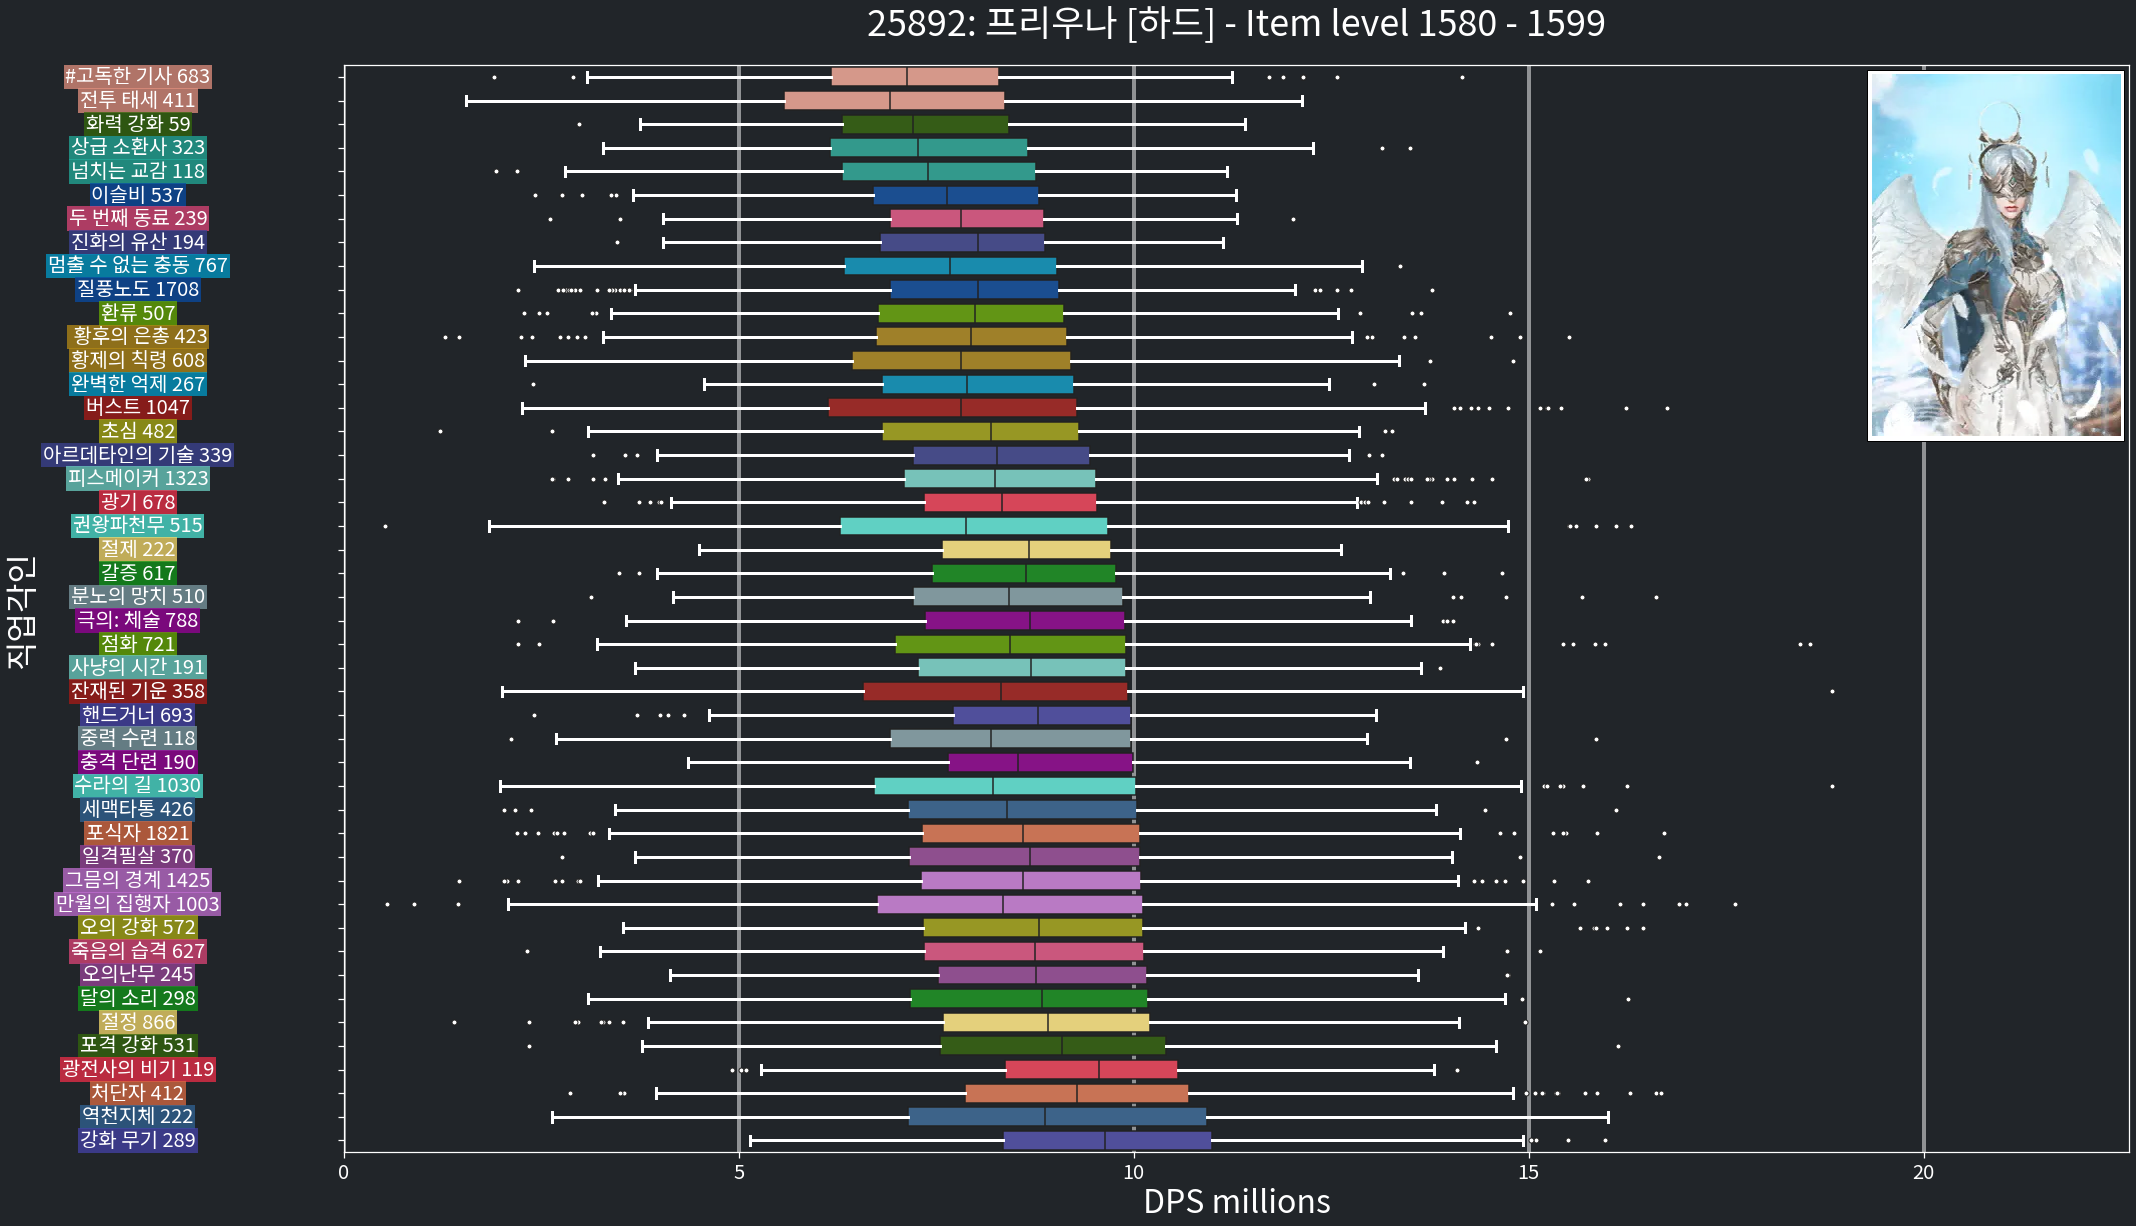 25892: 프리우나 [하드] - Item level 1580 - 1599
#고독한 기사 683
전투 태세 411
화력 강화 59
상급 소환사 323
넘치는 교감 118
이슬비 537
두 번째 동료 239
진화의 유산 194
멈출 수 없는 충동 767
질풍노도 1708
환류 507
황후의 은총 423
황제의 칙령 608
완벽한 억제 267
버스트 1047
초심 482
아르데타인의 기술 339
피스메이커 1323
광기 678
권왕파천무 515
절제 222
갈증 617
분노의 망치 510
극의: 체술 788
점화 721
사냥의 시간 191
잔재된 기운 358
핸드거너 693
중력 수련 118
충격 단련 190
수라의 길 1030
세맥타통 426
포식자 1821
일격필살 370
그믐의 경계 1425
만월의 집행자 1003
오의 강화 572
죽음의 습격 627
오의난무 245
달의 소리 298
절정 866
포격 강화 531
광전사의 비기 119
처단자 412
역천지체 222
강화 무기 289
직업각인
0 5 10 15 20
DPS millions